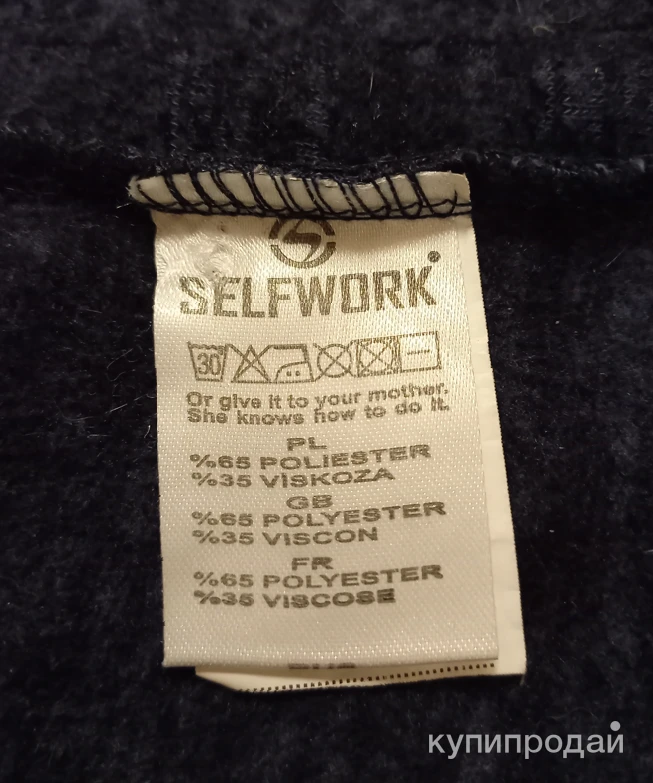 SELFWORK
30°
Or give it to your mother.
She knows how to do it.
PL
%65 POLIESTER
%35 VISKOZA
GB
%65 POLYESTER
%35 VISCON
FR
%65 POLYESTER
%35 VISCOSE
купипродай